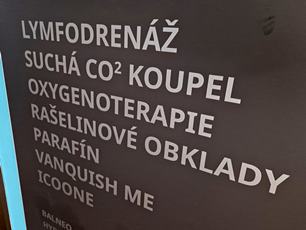 LYMFODRENÁŽ
SUCHÁ CO² KOUPEL
OXYGENOTERAPIE
RAŠELINOVÉ OBKLADY
PARAFÍN
VANQUISH ME
ICOONE
BALNEO